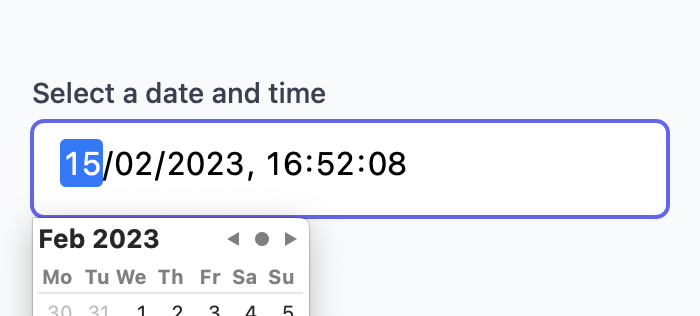 Select a date and time
15/02/2023, 16:52:08
Feb 2023
Mo Tu We Th Fr Sa Su
30 31 1 2 3 4 5